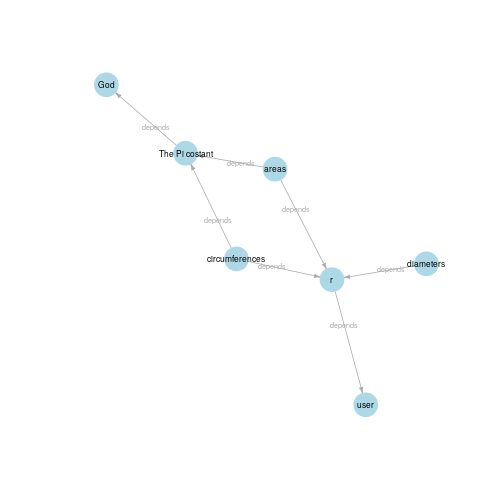 God
depends
The Pi costant
depends
areas
depends
depends
circumferences
depends
diameters
depends
r
depends
user